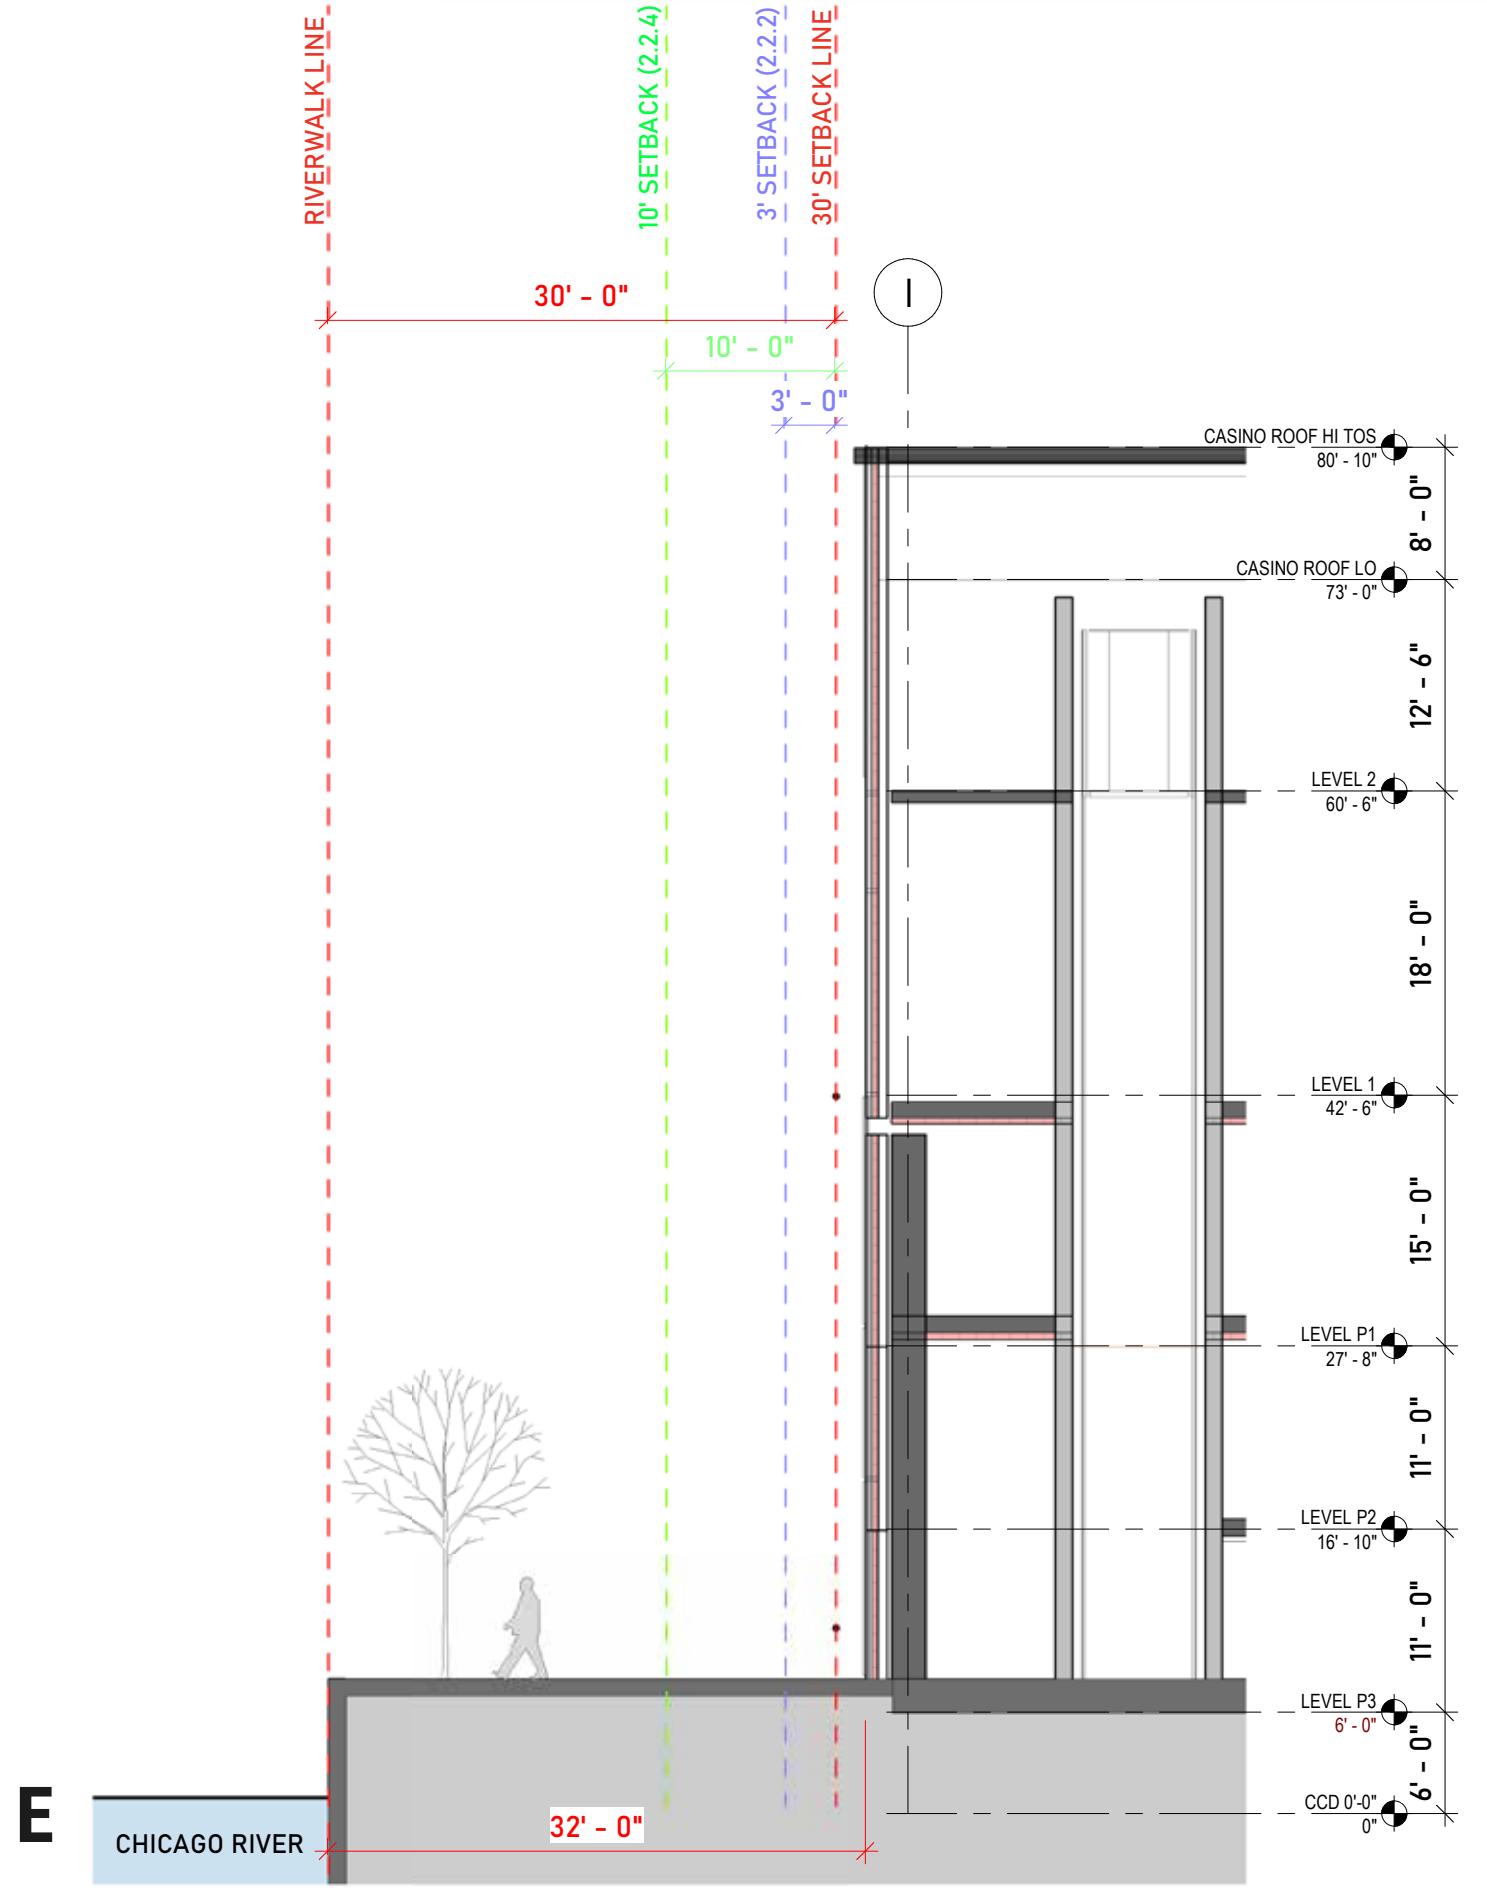 RIVERWALK LINE
10' SETBACK (2.2.4)
3' SETBACK (2.2.2)
30' SETBACK LINE
30' - 0"
I
10' - 0"
3' - 0"
CASINO ROOF HI TOS
80' - 10"
8' - 0"
CASINO ROOF LO
73' - 0"
12' - 6"
LEVEL 2
60' - 6"
18' - 0"
LEVEL 1
42' - 6"
15' - 0"
LEVEL P1
27' - 8"
11' - 0"
LEVEL P2
16' - 10"
11' - 0"
LEVEL P3
6' - 0"
6' - 0"
CCD 0'-0"
0"
E
CHICAGO RIVER
32' - 0"